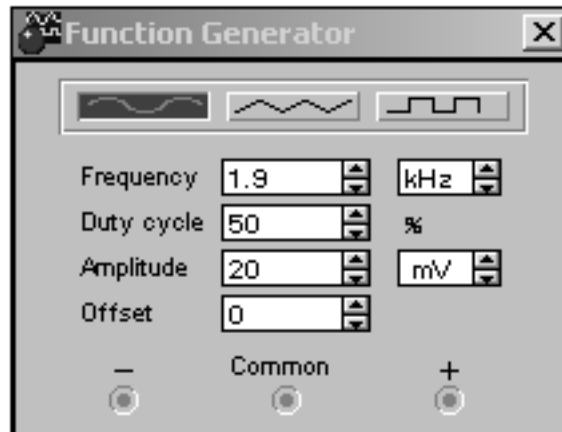 Function Generator
Frequency 1.9 kHz
Duty cycle 50 %
Amplitude 20 mV
Offset 0
− Common +